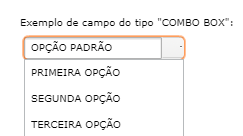 Exemplo de campo do tipo "COMBO BOX":
OPÇÃO PADRÃO
PRIMEIRA OPÇÃO
SEGUNDA OPÇÃO
TERCEIRA OPÇÃO